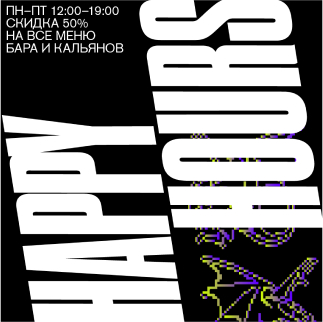 ПН–ПТ 12:00–19:00
СКИДКА 50%
НА ВСЕ МЕНЮ
БАРА И КАЛЬЯНОВ
HAPPY
HOURS